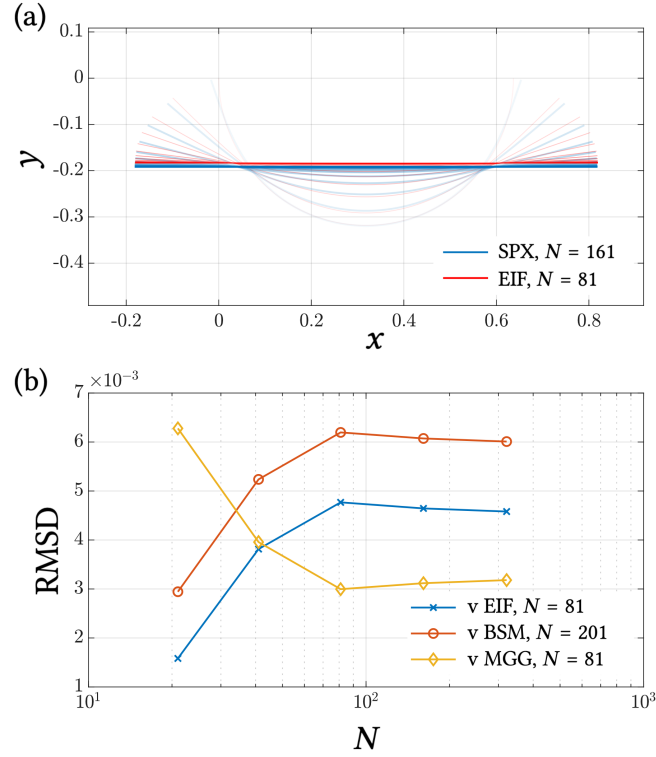 (a)
0.1
0
-0.1
-0.2
-0.3
-0.4
y
SPX, N = 161
EIF, N = 81
-0.2 0 0.2 0.4 0.6 0.8
x
(b)
×10⁻³
7
6
5
4
3
2
1
RMSD
v EIF, N = 81
v BSM, N = 201
v MGG, N = 81
10¹ 10² 10³
N